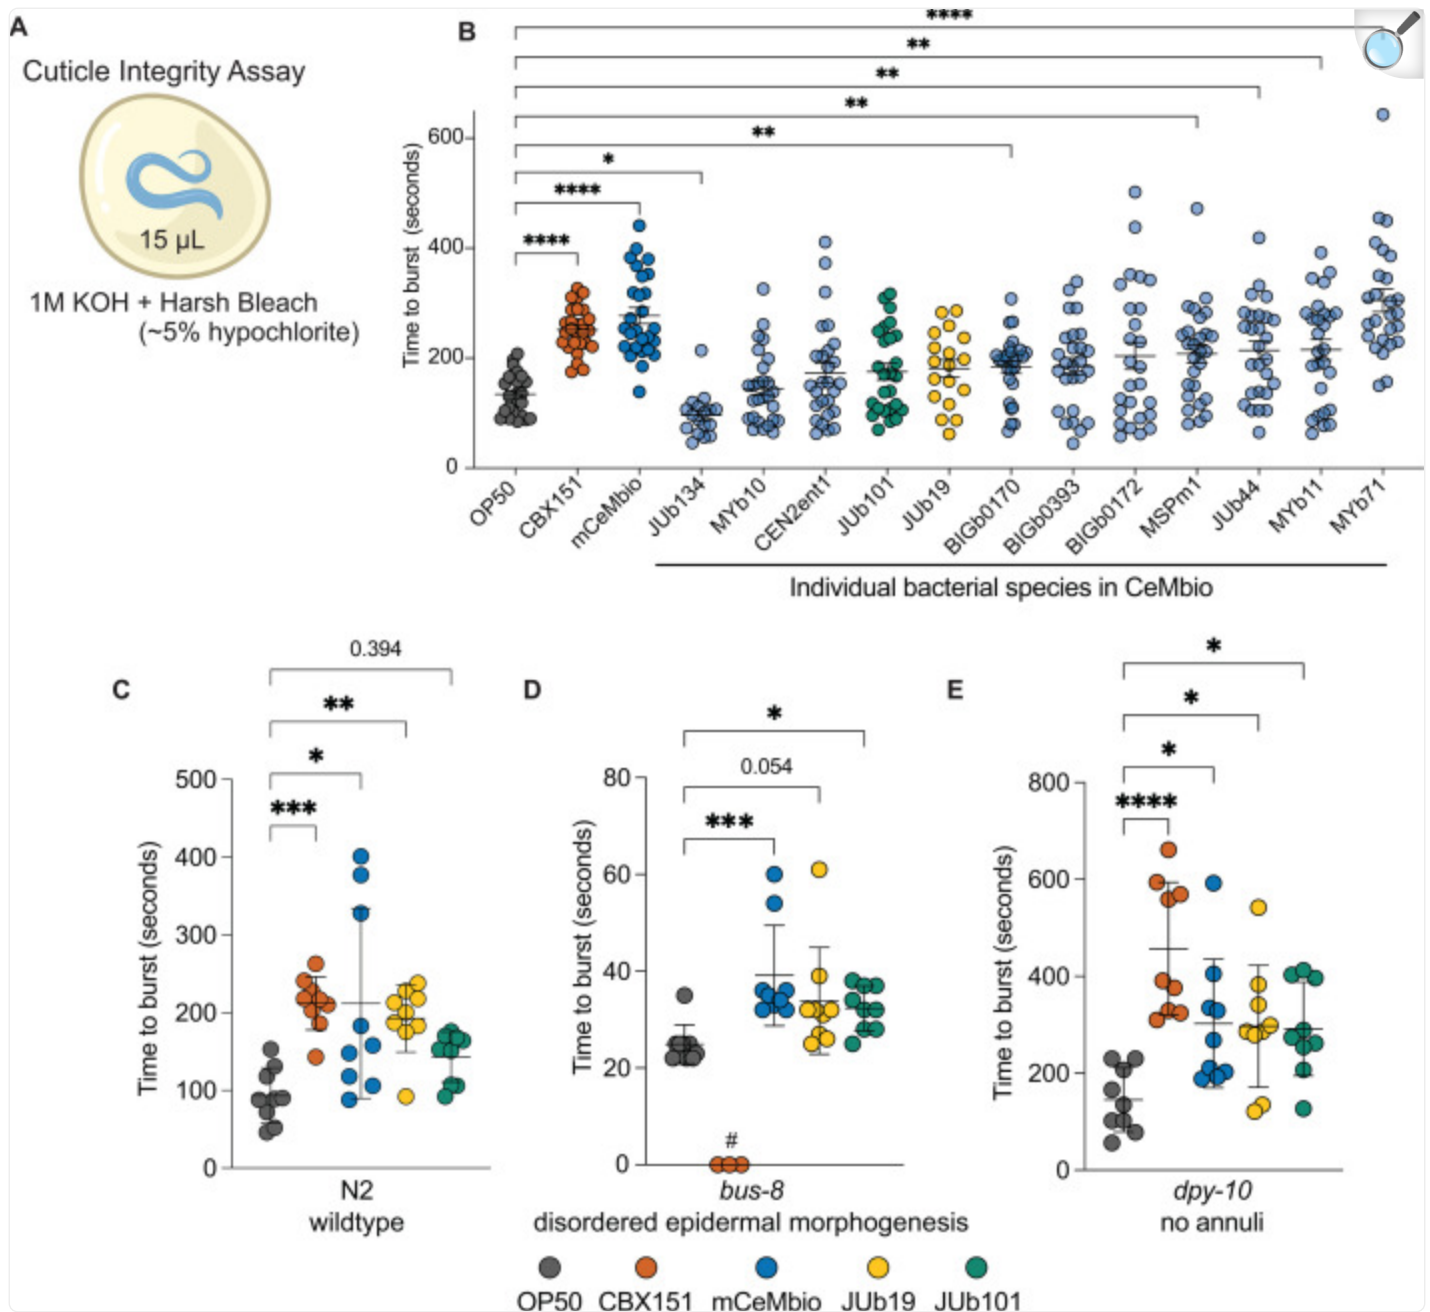 A
Cuticle Integrity Assay
15 µL
1M KOH + Harsh Bleach
(~5% hypochlorite)
B
****
**
**
**
**
*
****
****
Time to burst (seconds)
600
400
200
0
OP50
CBX151
mCeMbio
JUb134
MYb10
CEN2ent1
JUb101
JUb19
BIGb0170
BIGb0393
BIGb0172
MSPm1
JUb44
MYb11
MYb71
Individual bacterial species in CeMbio
C
0.394
**
*
***
Time to burst (seconds)
500
400
300
200
100
0
N2
wildtype
D
*
0.054
***
Time to burst (seconds)
80
60
40
20
0
#
bus-8
disordered epidermal morphogenesis
E
*
*
*
****
Time to burst (seconds)
800
600
400
200
0
dpy-10
no annuli
OP50 CBX151 mCeMbio JUb19 JUb101